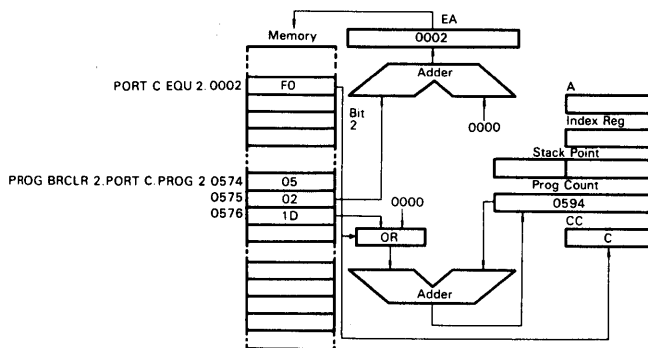 EA
Memory
0002
Adder
PORT C EQU 2. 0002
F0
A
Bit
2
0000
Index Reg
Stack Point
PROG BRCLR 2.PORT C.PROG 2 0574
05
Prog Count
0575
02
0594
0576
1D
0000
CC
OR
C
Adder